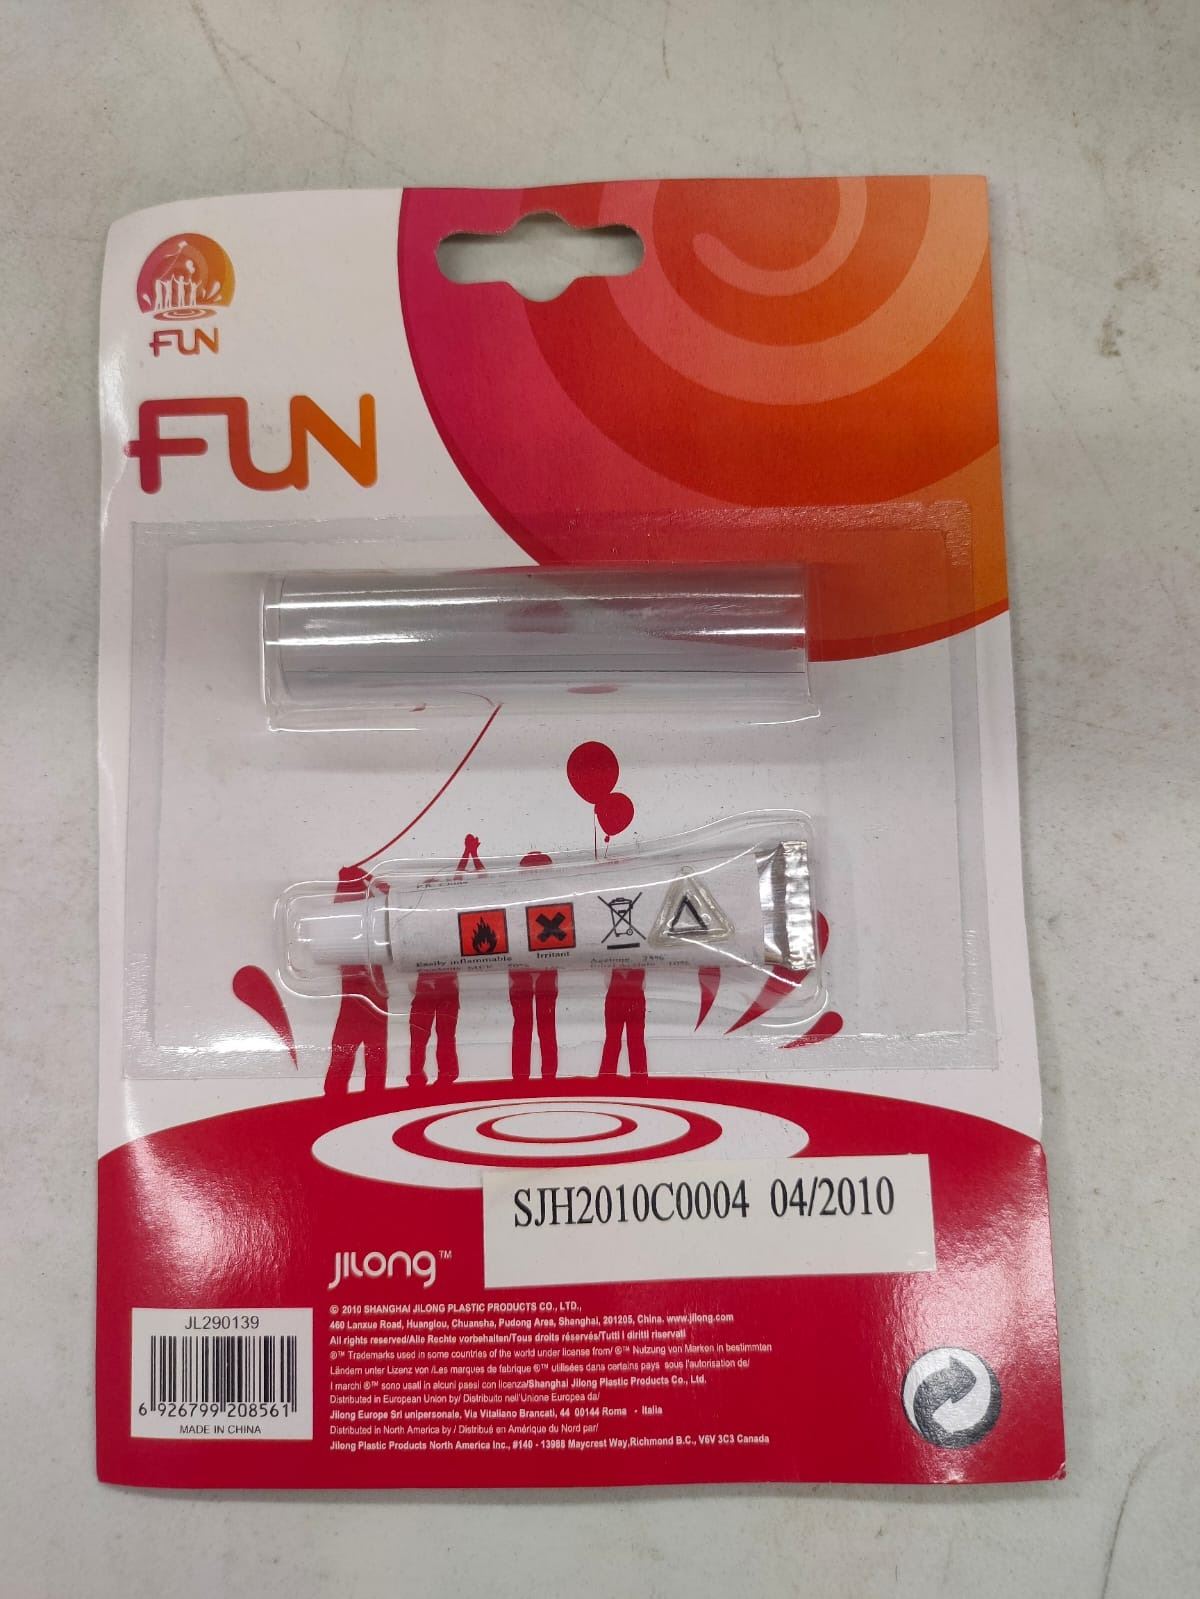 FUN
FUN
P.R. China
Easily inflammable
Irritant
Acetone 25%
SJH2010C0004 04/2010
JILONG™
© 2010 SHANGHAI JILONG PLASTIC PRODUCTS CO., LTD.,
460 Lanxue Road, Huanglou, Chuansha, Pudong Area, Shanghai, 201205, China. www.jilong.com
All rights reserved/Alle Rechte vorbehalten/Tous droits réservés/Tutti i diritti riservati
®™ Trademarks used in some countries of the world under license from/ ®™ Nutzung von Marken in bestimmten
Ländern unter Lizenz von /Les marques de fabrique ®™ utilisées dans certains pays sous l'autorisation de/
I marchi ®™ sono usati in alcuni paesi con licenza/Shanghai Jilong Plastic Products Co., Ltd.
Distributed in European Union by/ Distribuito nell'Unione Europea da/
Jilong Europe Srl unipersonale, Via Vitaliano Brancati, 44 00144 Roma - Italia
Distributed in North America by / Distribué en Amérique du Nord par/
Jilong Plastic Products North America Inc., #140 - 13988 Maycrest Way,Richmond B.C., V6V 3C3 Canada
JL290139
6 926799 208561
MADE IN CHINA